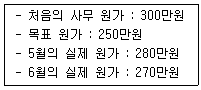 - 처음의 사무 원가 : 300만원
- 목표 원가 : 250만원
- 5월의 실제 원가 : 280만원
- 6월의 실제 원가 : 270만원